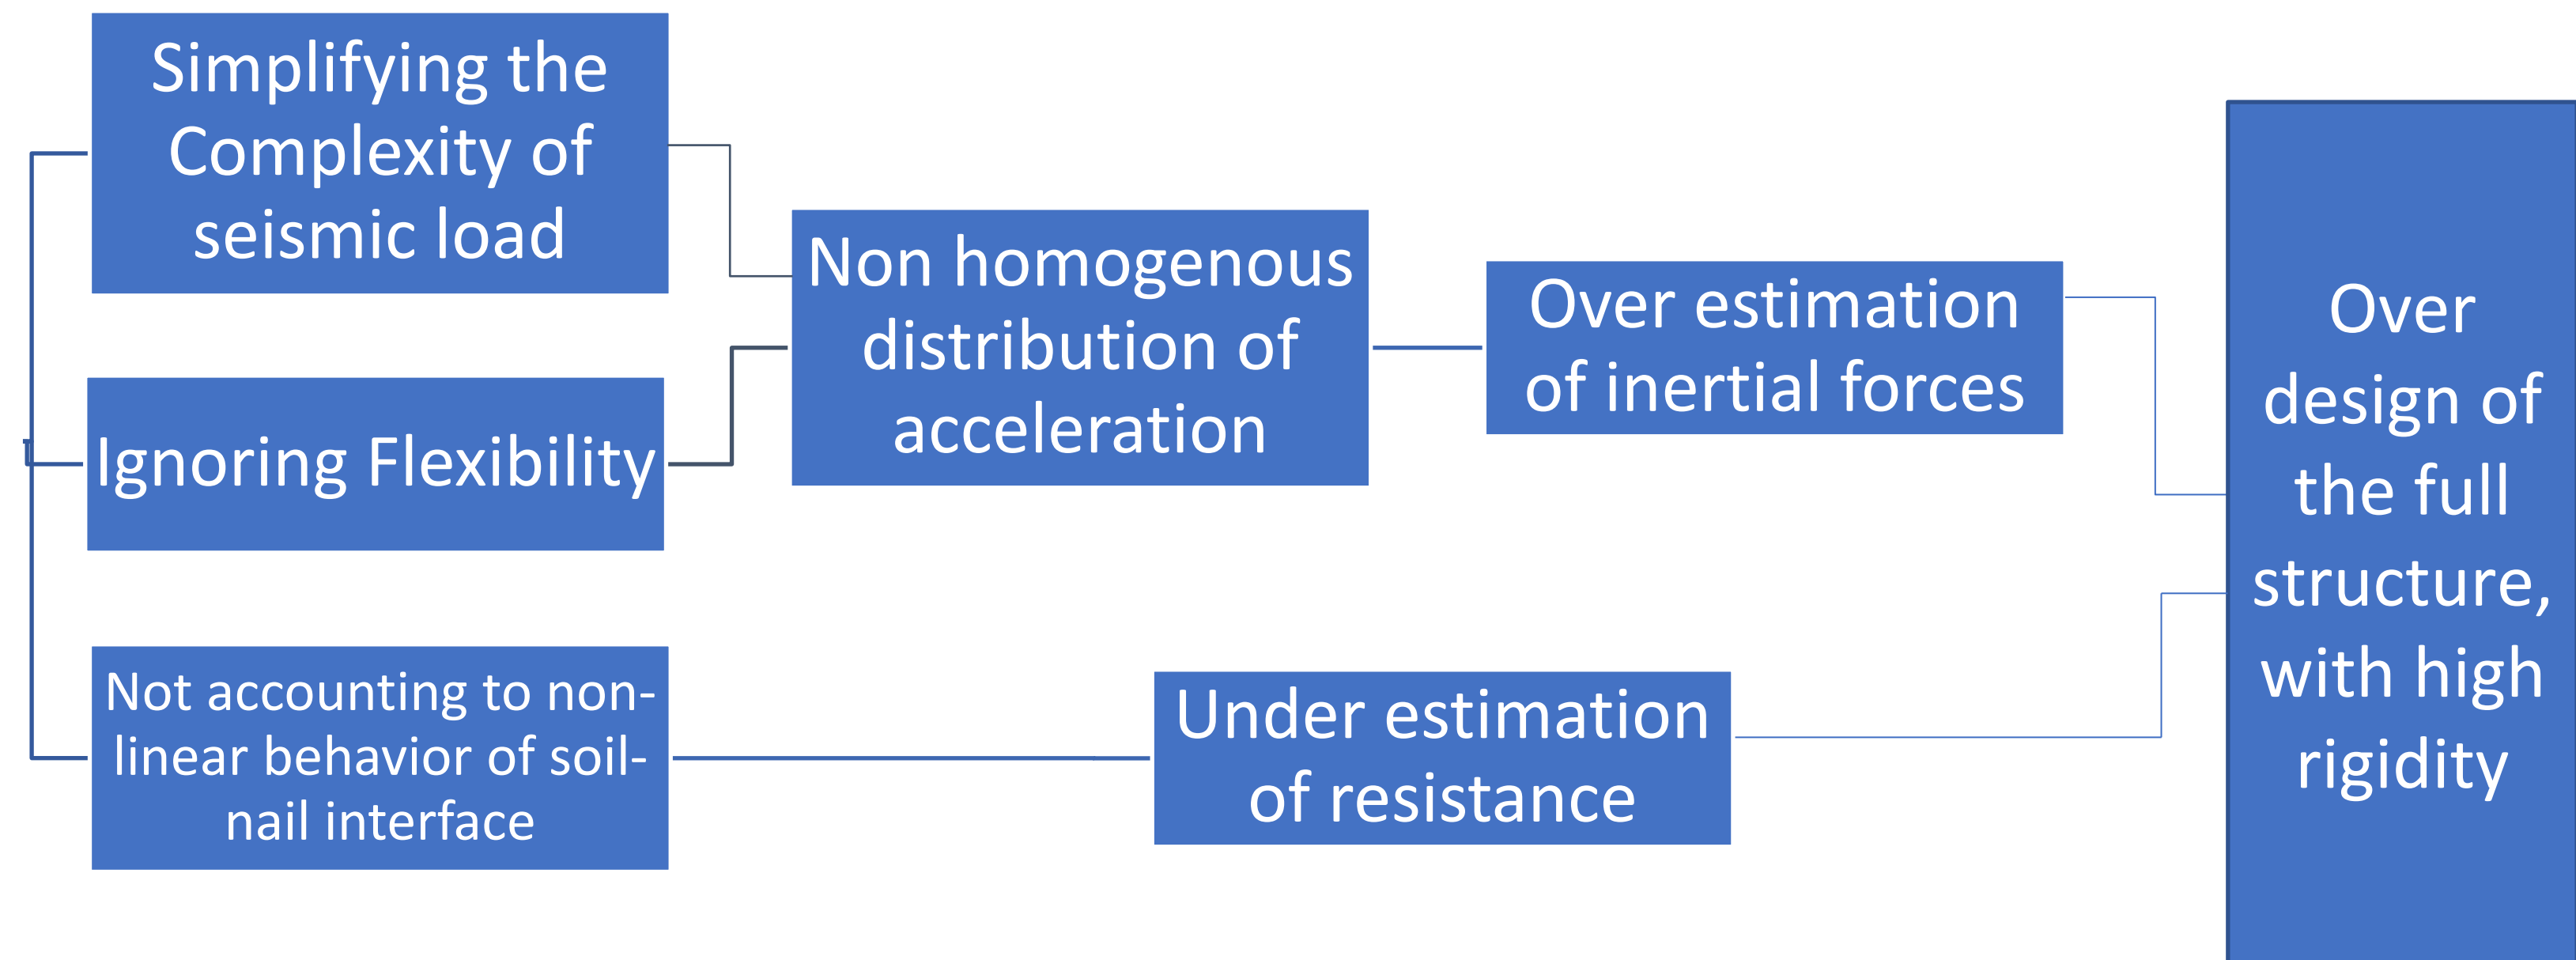 Simplifying the
Complexity of
seismic load
Ignoring Flexibility
Not accounting to non-
linear behavior of soil-
nail interface
Non homogenous
distribution of
acceleration
Over estimation
of inertial forces
Under estimation
of resistance
Over
design of
the full
structure,
with high
rigidity